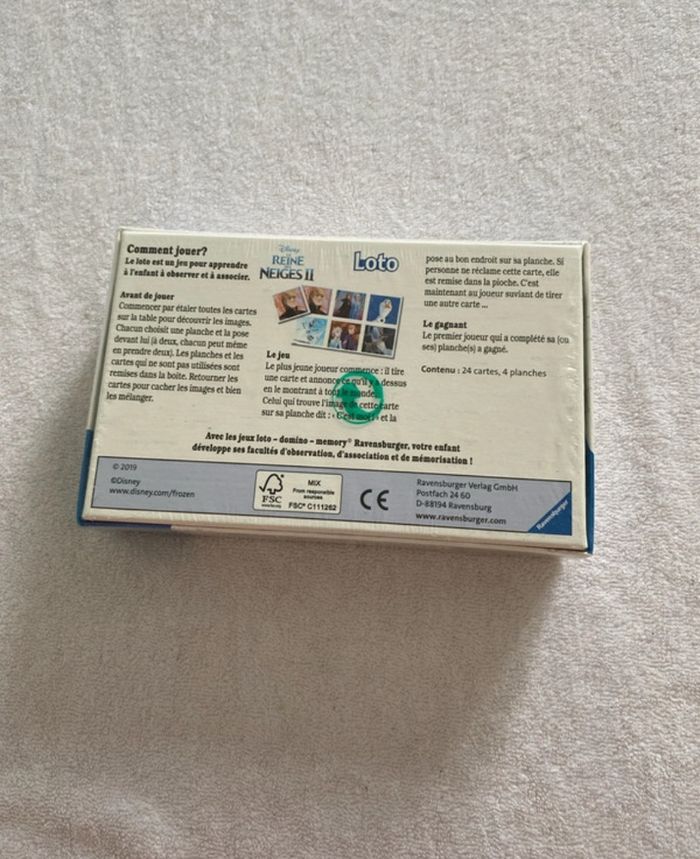 Comment jouer?
Le loto est un jeu pour apprendre
à l'enfant à observer et à associer.
Avant de jouer
Commencer par étaler toutes les cartes
sur la table pour découvrir les images.
Chacun choisit une planche et la pose
devant lui (à deux, chacun peut même
en prendre deux). Les planches et les
cartes qui ne sont pas utilisées sont
remises dans la boîte. Retourner les
cartes pour cacher les images et bien
les mélanger.
Disney
REINE
NEIGES II
Loto
Le jeu
Le plus jeune joueur commence : il tire
une carte et annonce ce qu'il y a dessus
en le montrant à tout le monde.
Celui qui trouve l'image de cette carte
sur sa planche dit : « C'est moi » et la
pose au bon endroit sur sa planche. Si
personne ne réclame cette carte, elle
est remise dans la pioche. C'est
maintenant au joueur suivant de tirer
une autre carte ...
Le gagnant
Le premier joueur qui a complété sa (ou
ses) planche(s) a gagné.
Contenu : 24 cartes, 4 planches
Avec les jeux loto – domino – memory® Ravensburger, votre enfant
développe ses facultés d'observation, d'association et de mémorisation !
© 2019
©Disney
www.disney.com/frozen
FSC
www.fsc.org
MIX
From responsible
sources
FSC® C111262
CE
Ravensburger Verlag GmbH
Postfach 24 60
D-88194 Ravensburg
www.ravensburger.com
Ravensburger